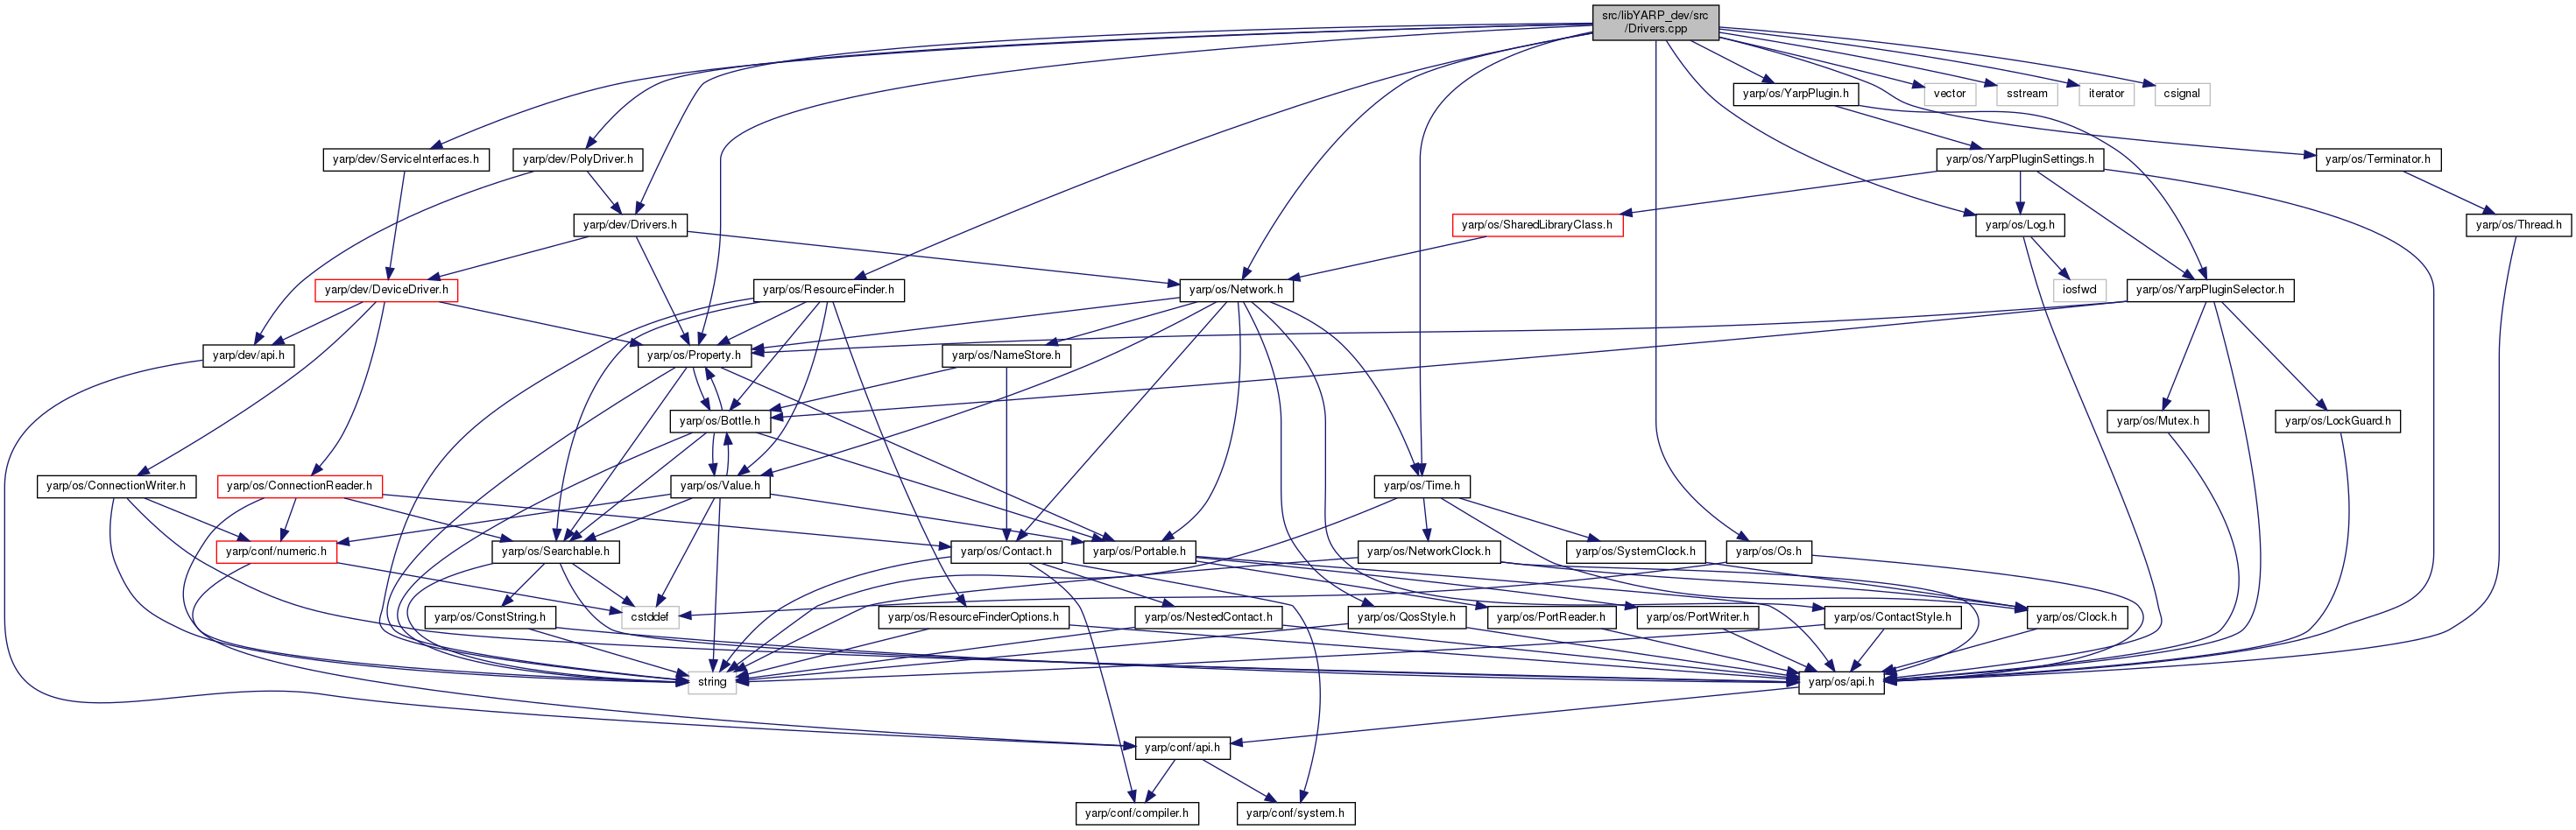 src/libYARP_dev/src
/Drivers.cpp
yarp/os/YarpPlugin.h
vector
sstream
iterator
csignal
yarp/dev/ServiceInterfaces.h
yarp/dev/PolyDriver.h
yarp/os/YarpPluginSettings.h
yarp/os/Terminator.h
yarp/dev/Drivers.h
yarp/os/SharedLibraryClass.h
yarp/os/Log.h
yarp/os/Thread.h
yarp/dev/DeviceDriver.h
yarp/os/ResourceFinder.h
yarp/os/Network.h
iosfwd
yarp/os/YarpPluginSelector.h
yarp/dev/api.h
yarp/os/Property.h
yarp/os/NameStore.h
yarp/os/Bottle.h
yarp/os/Mutex.h
yarp/os/LockGuard.h
yarp/os/ConnectionWriter.h
yarp/os/ConnectionReader.h
yarp/os/Value.h
yarp/os/Time.h
yarp/conf/numeric.h
yarp/os/Searchable.h
yarp/os/Contact.h
yarp/os/Portable.h
yarp/os/NetworkClock.h
yarp/os/SystemClock.h
yarp/os/Os.h
yarp/os/ConstString.h
cstddef
yarp/os/ResourceFinderOptions.h
yarp/os/NestedContact.h
yarp/os/QosStyle.h
yarp/os/PortReader.h
yarp/os/PortWriter.h
yarp/os/ContactStyle.h
yarp/os/Clock.h
string
yarp/os/api.h
yarp/conf/api.h
yarp/conf/compiler.h
yarp/conf/system.h